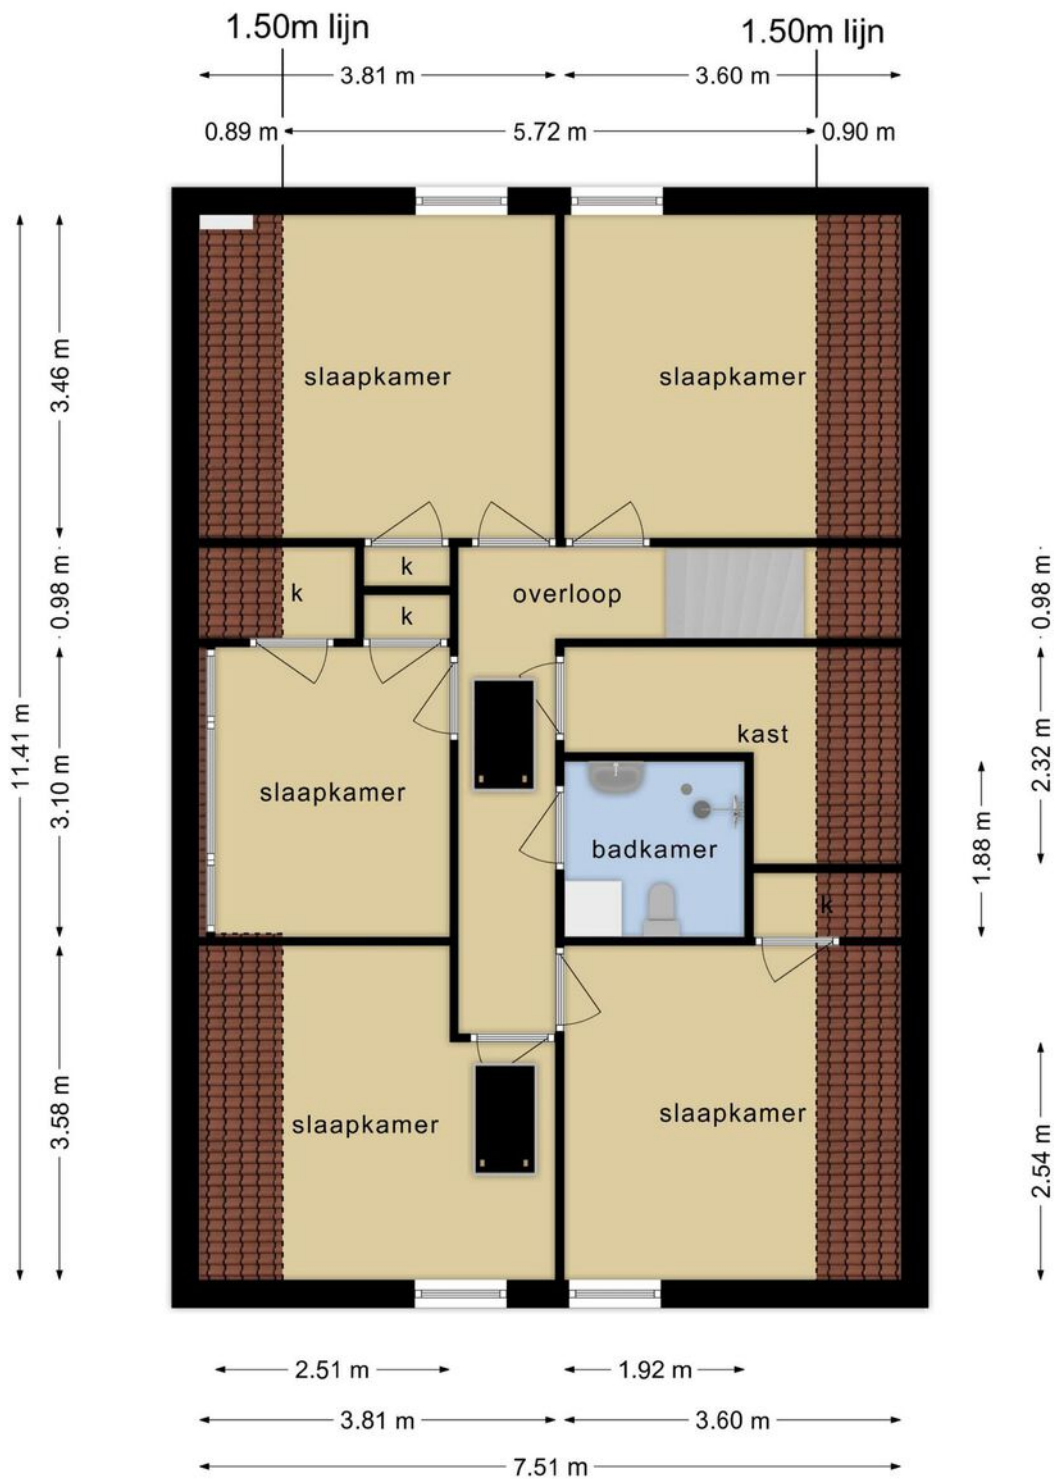 1.50m lijn
1.50m lijn
3.81 m
3.60 m
0.89 m
5.72 m
0.90 m
3.46 m
slaapkamer
slaapkamer
0.98 m
k
k
k
overloop
0.98 m
11.41 m
3.10 m
slaapkamer
kast
badkamer
2.32 m
1.88 m
k
3.58 m
slaapkamer
slaapkamer
2.54 m
2.51 m
1.92 m
3.81 m
3.60 m
7.51 m